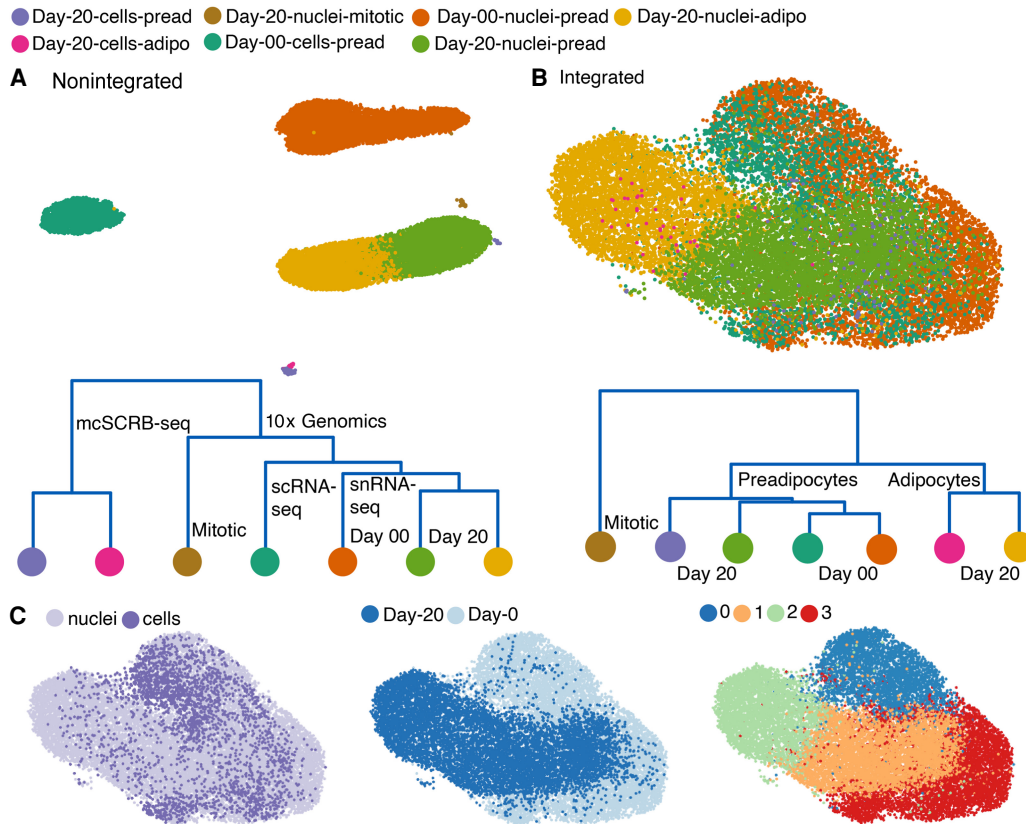 Day-20-cells-pread Day-20-nuclei-mitotic Day-00-nuclei-pread Day-20-nuclei-adipo
Day-20-cells-adipo Day-00-cells-pread Day-20-nuclei-pread
A Nonintegrated
B Integrated
mcSCRB-seq
10x Genomics
scRNA-
seq
snRNA-
seq
Mitotic
Day 00
Day 20
Preadipocytes
Adipocytes
Mitotic
Day 20
Day 00
Day 20
C nuclei cells
Day-20 Day-0
0 1 2 3